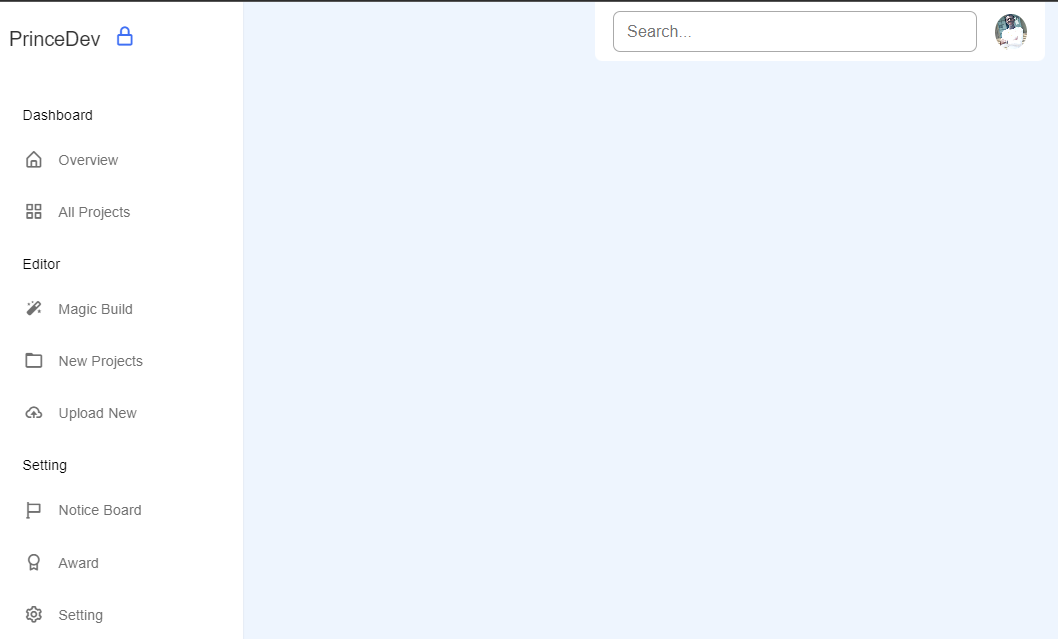 PrinceDev
Search...
Dashboard
Overview
All Projects
Editor
Magic Build
New Projects
Upload New
Setting
Notice Board
Award
Setting